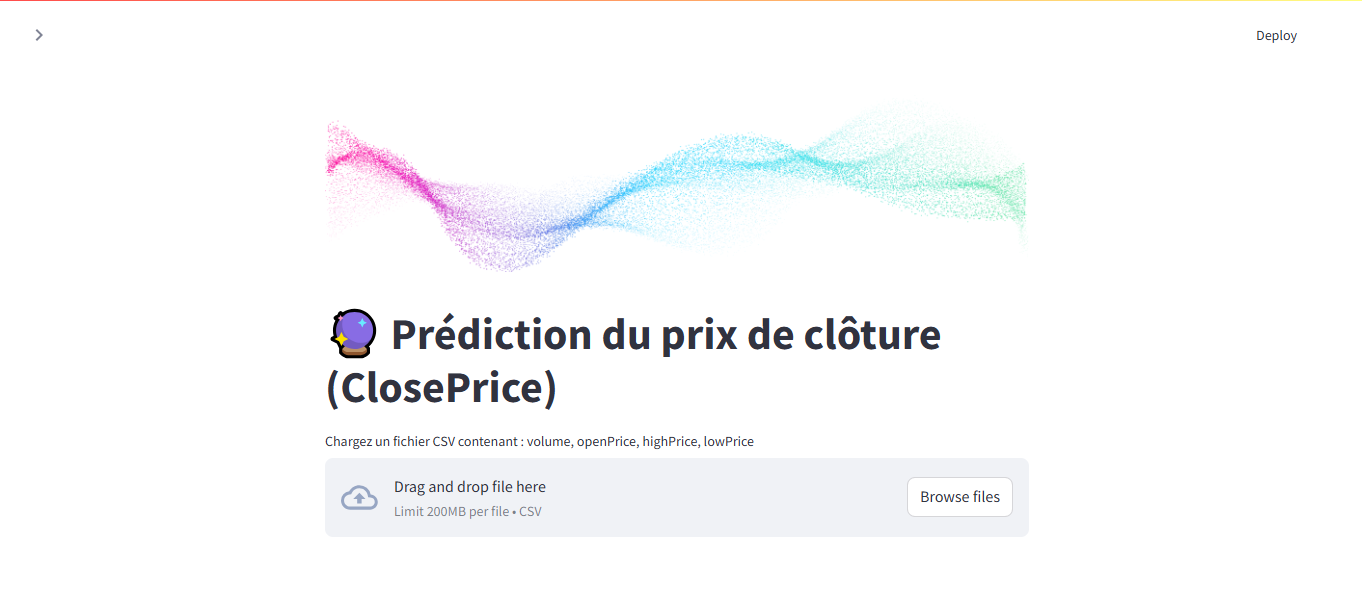 Deploy
🔮 Prédiction du prix de clôture
(ClosePrice)
Chargez un fichier CSV contenant : volume, openPrice, highPrice, lowPrice
Drag and drop file here
Limit 200MB per file • CSV
Browse files